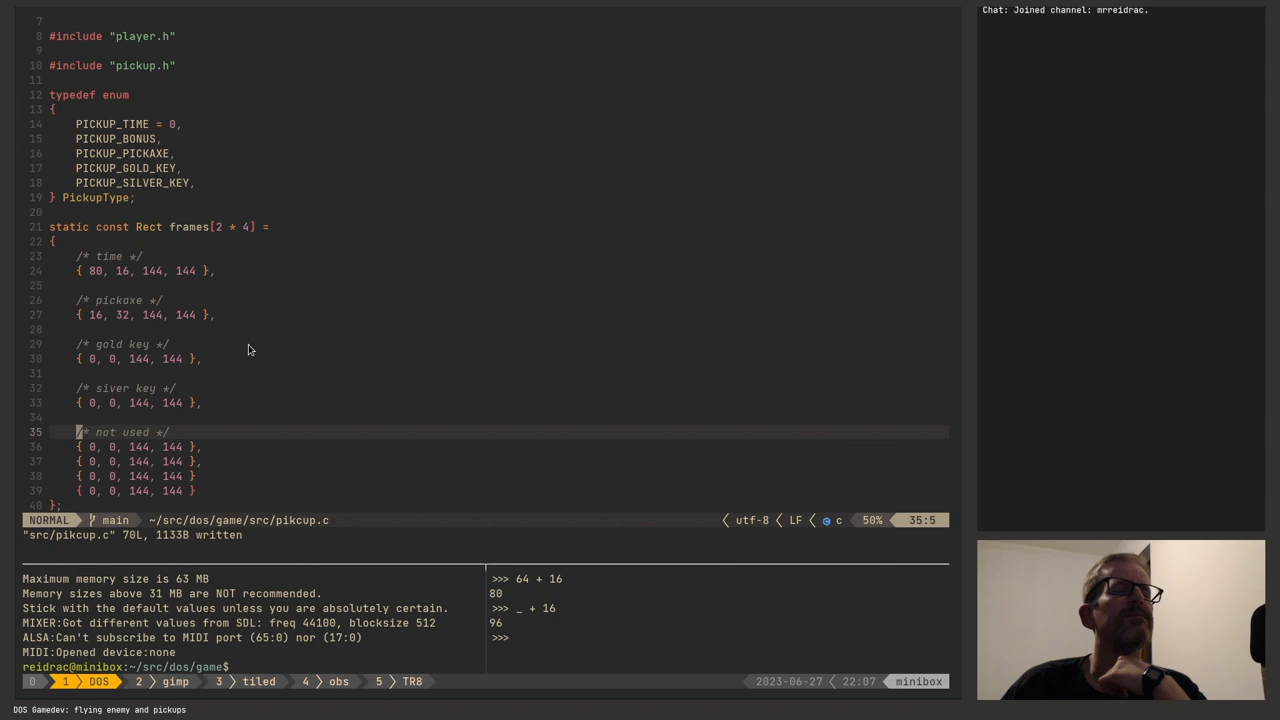 Chat: Joined channel: mrreidrac.
7
8 #include "player.h"
9
10 #include "pickup.h"
11
12 typedef enum
13 {
14 PICKUP_TIME = 0,
15 PICKUP_BONUS,
16 PICKUP_PICKAXE,
17 PICKUP_GOLD_KEY,
18 PICKUP_SILVER_KEY,
19 } PickupType;
20
21 static const Rect frames[2 * 4] =
22 {
23 /* time */
24 { 80, 16, 144, 144 },
25
26 /* pickaxe */
27 { 16, 32, 144, 144 },
28
29 /* gold key */
30 { 0, 0, 144, 144 },
31
32 /* siver key */
33 { 0, 0, 144, 144 },
34
35 /* not used */
36 { 0, 0, 144, 144 },
37 { 0, 0, 144, 144 },
38 { 0, 0, 144, 144 }
39 { 0, 0, 144, 144 }
40 };
NORMAL main ~/src/dos/game/src/pikcup.c utf-8 LF c 50% 35:5
"src/pikcup.c" 70L, 1133B written
Maximum memory size is 63 MB
Memory sizes above 31 MB are NOT recommended.
Stick with the default values unless you are absolutely certain.
MIXER:Got different values from SDL: freq 44100, blocksize 512
ALSA:Can't subscribe to MIDI port (65:0) nor (17:0)
MIDI:Opened device:none
reidrac@minibox:~/src/dos/game$
>>> 64 + 16
80
>>> _ + 16
96
>>>
0 1 DOS 2 gimp 3 tiled 4 obs 5 TR8 2023-06-27 22:07 minibox
DOS Gamedev: flying enemy and pickups